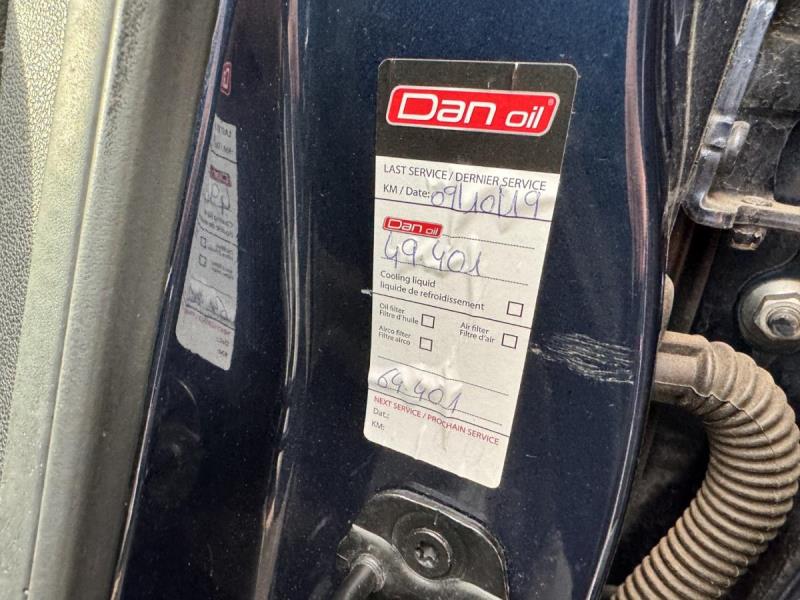 Dan oil®
LAST SERVICE / DERNIER SERVICE
KM / Date: 09/10/19
Dan oil
49.401
Cooling liquid
liquide de refroidissement
Oil filter
Filtre d'huile
Air filter
Filtre d'air
Airco filter
Filtre airco
64.401
NEXT SERVICE / PROCHAIN SERVICE
Dat.:
KM: